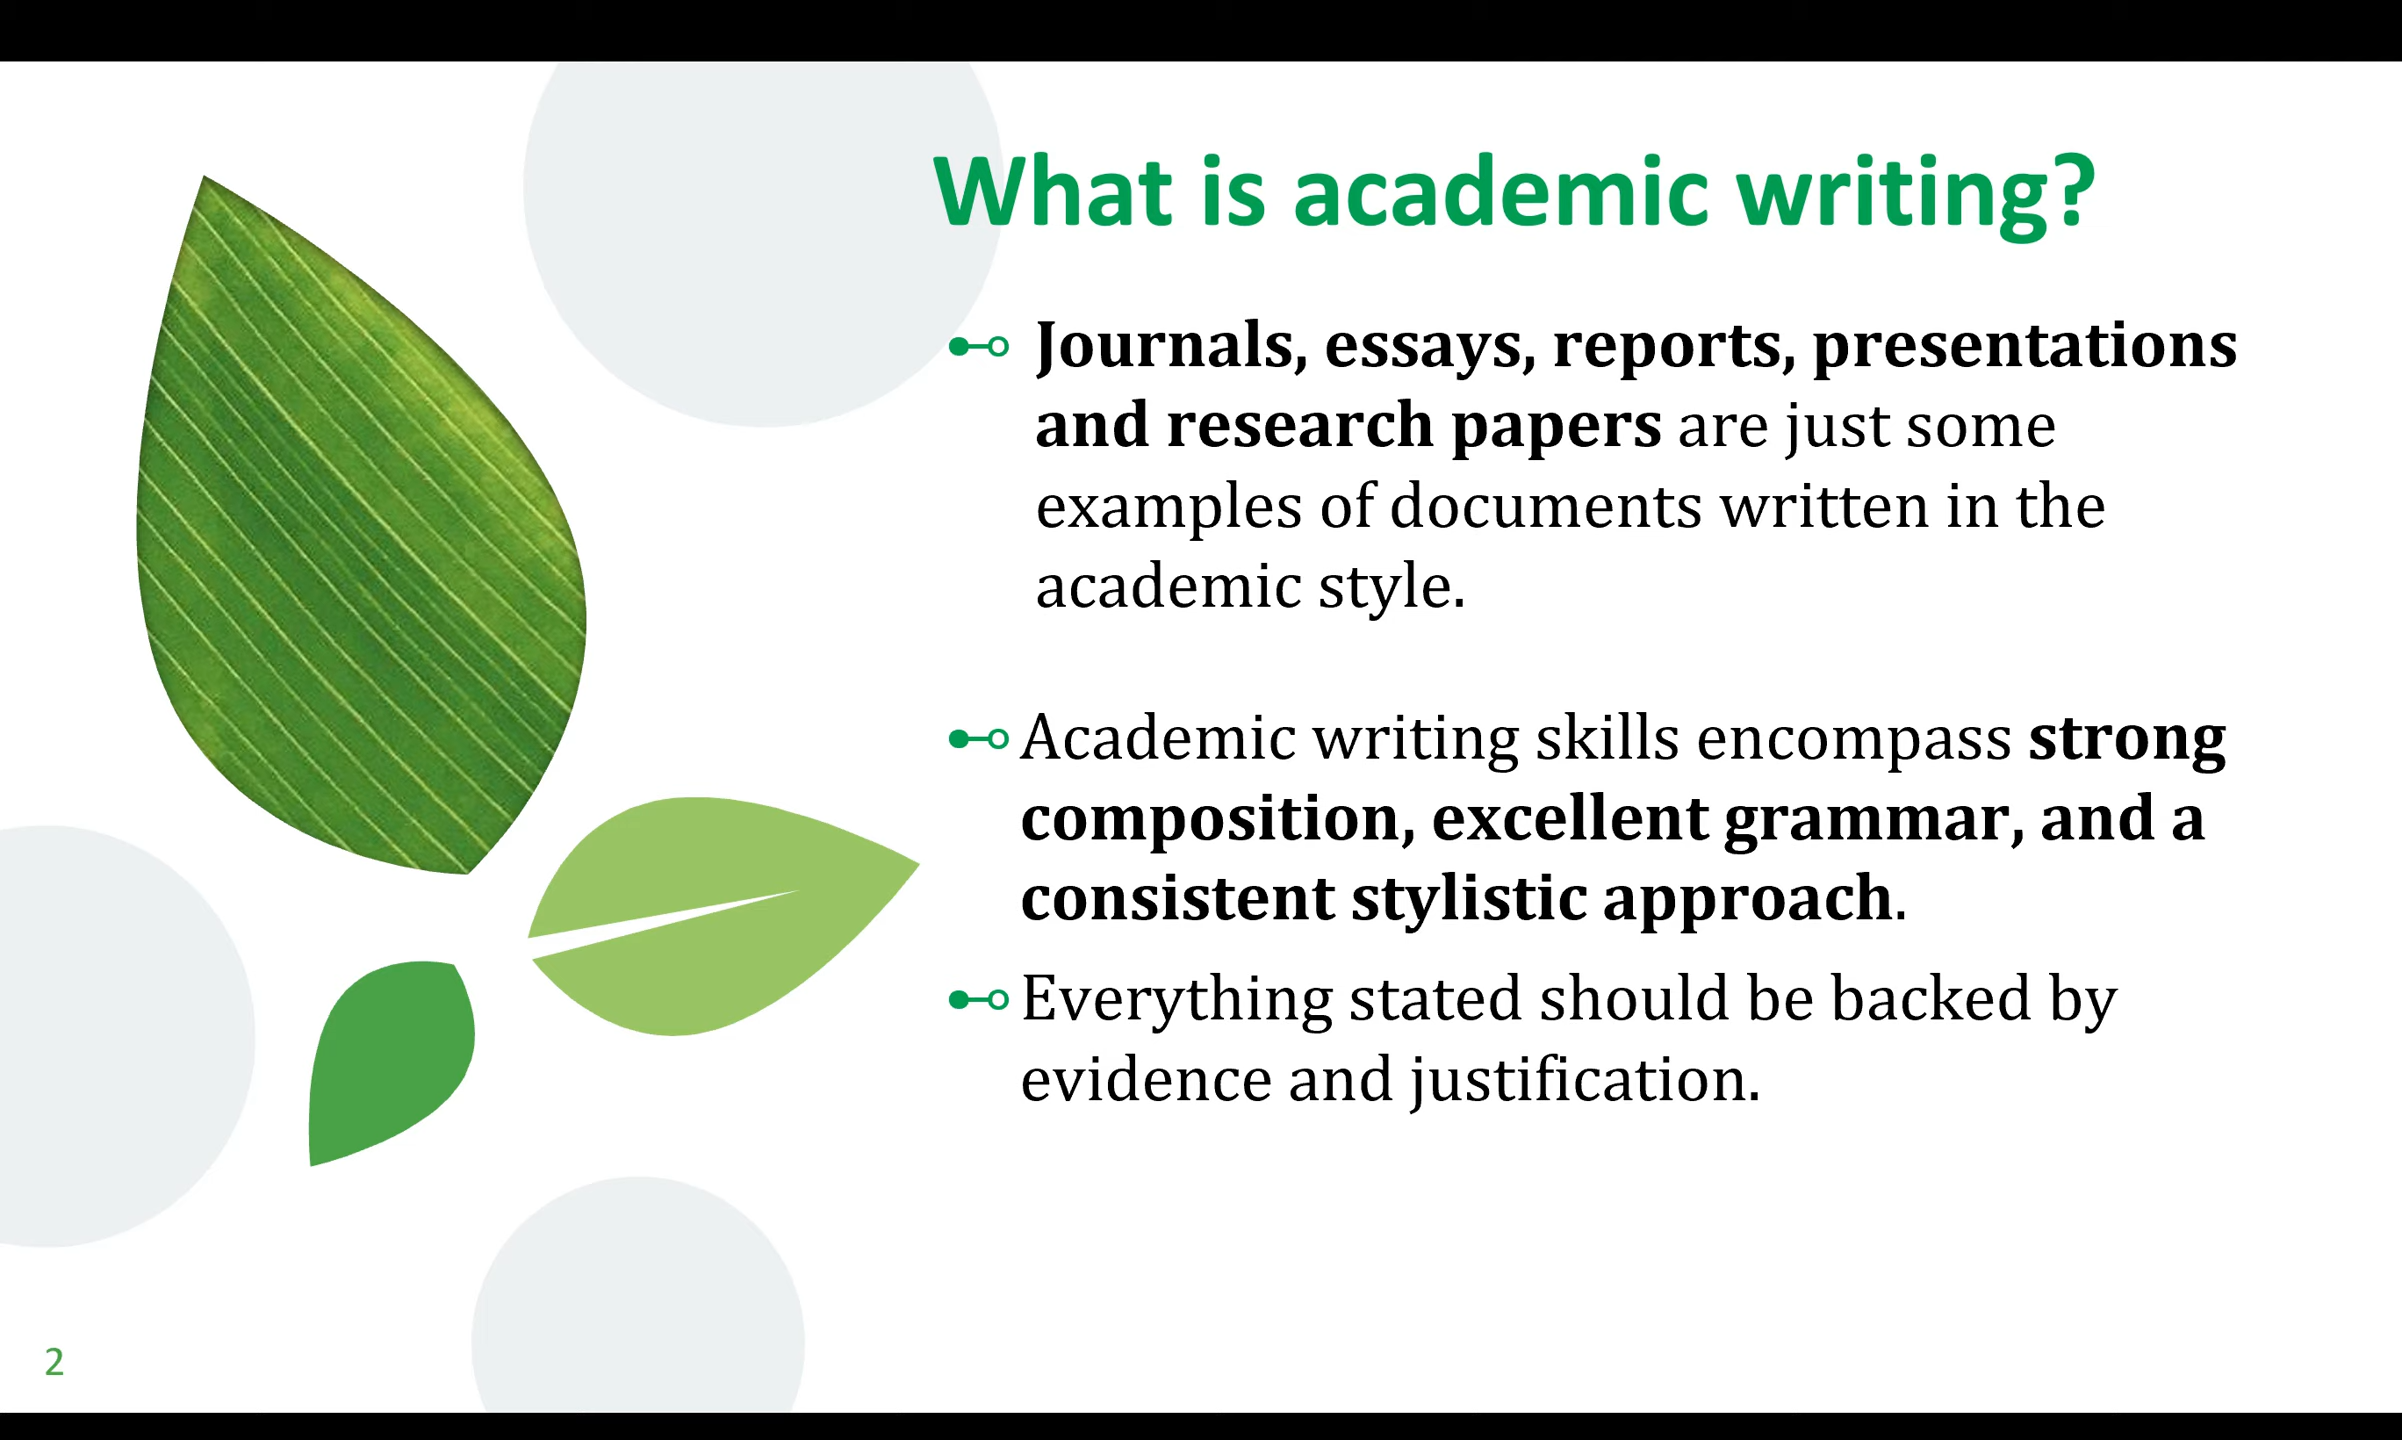 What is academic writing?
Journals, essays, reports, presentations
and research papers are just some
examples of documents written in the
academic style.
Academic writing skills encompass strong
composition, excellent grammar, and a
consistent stylistic approach.
Everything stated should be backed by
evidence and justification.
2